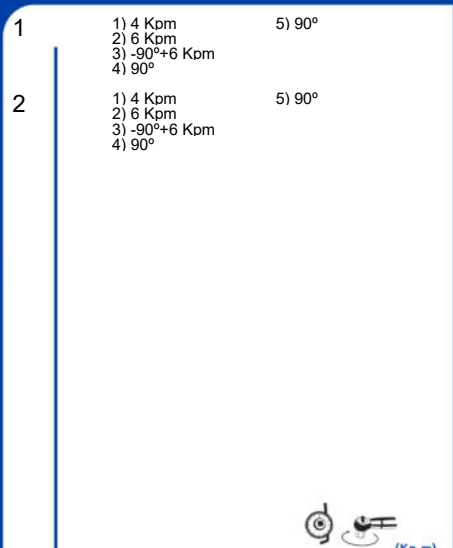 1
1) 4 Kpm
5) 90º
2) 6 Kpm
3) -90º+6 Kpm
4) 90º
2
1) 4 Kpm
5) 90º
2) 6 Kpm
3) -90º+6 Kpm
4) 90º